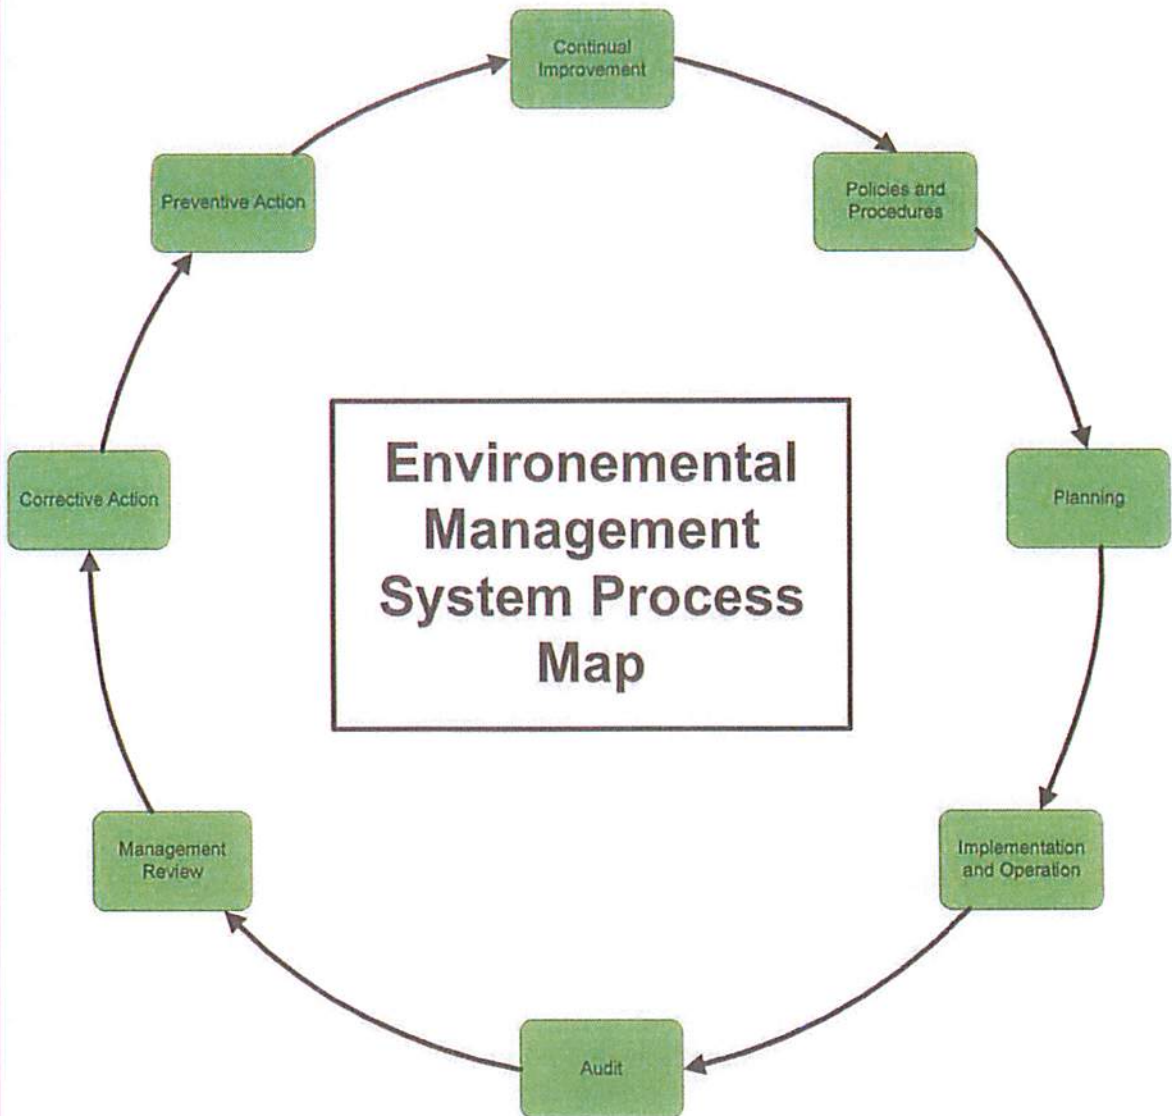 Continual
Improvement
Policies and
Procedures
Planning
Implementation
and Operation
Audit
Management
Review
Corrective Action
Preventive Action
Environemental
Management
System Process
Map